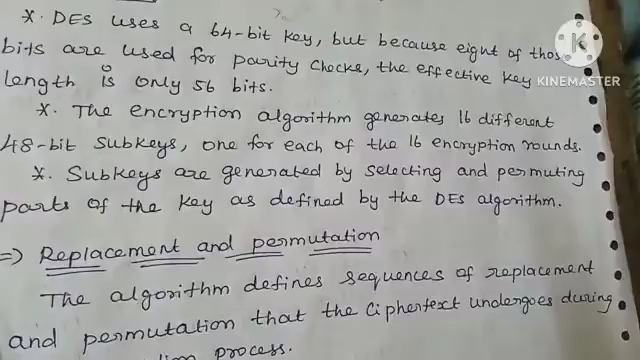 *. DES uses a 64-bit key, but because eight of those
bits are used for parity checks, the effective key
length is only 56 bits.
*. The encryption algorithm generates 16 different
48-bit subkeys, one for each of the 16 encryption rounds.
*. Subkeys are generated by selecting and permuting
parts of the key as defined by the DES algorithm.
=> Replacement and permutation
The algorithm defines sequences of replacement
and permutation that the ciphertext undergoes during
process.
K
KINEMASTER